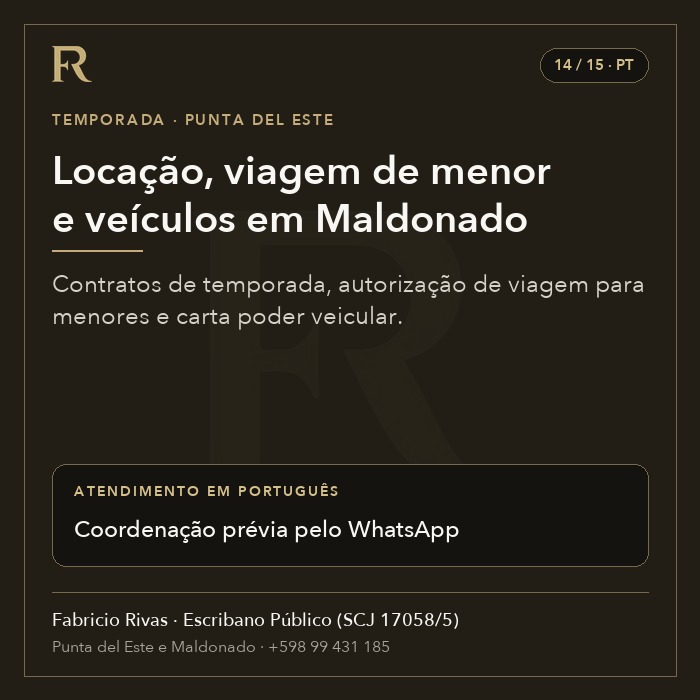 FR
14 / 15 · PT
TEMPORADA · PUNTA DEL ESTE
Locação, viagem de menor
e veículos em Maldonado
Contratos de temporada, autorização de viagem para
menores e carta poder veicular.
ATENDIMENTO EM PORTUGUÊS
Coordenação prévia pelo WhatsApp
Fabricio Rivas · Escribano Público (SCJ 17058/5)
Punta del Este e Maldonado · +598 99 431 185